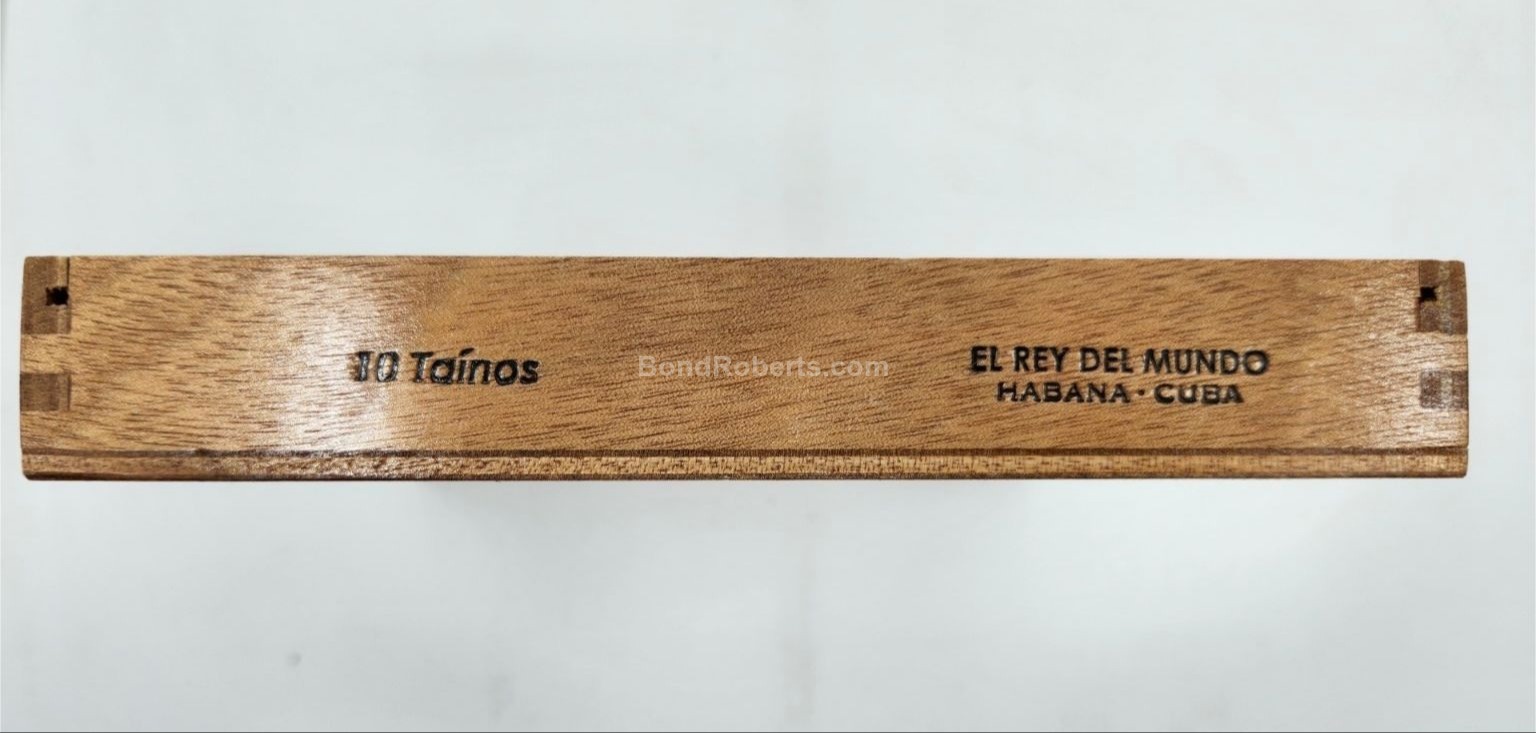 10 Taínos
BondRoberts.com
EL REY DEL MUNDO
HABANA · CUBA